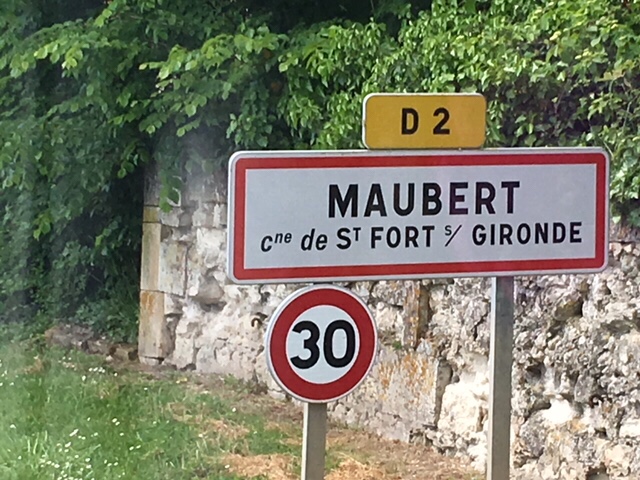 D 2
MAUBERT
cne de ST FORT s/ GIRONDE
30